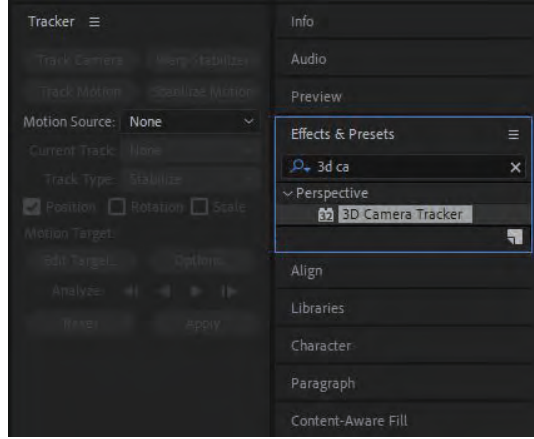 Tracker
Track Camera Warp Stabilizer
Track Motion Stabilize Motion
Motion Source: None
Current Track: None
Track Type: Stabilize
Position Rotation Scale
Motion Target:
Edit Target... Options...
Analyze:
Reset Apply
Info
Audio
Preview
Effects & Presets
3d ca
Perspective
32 3D Camera Tracker
Align
Libraries
Character
Paragraph
Content-Aware Fill